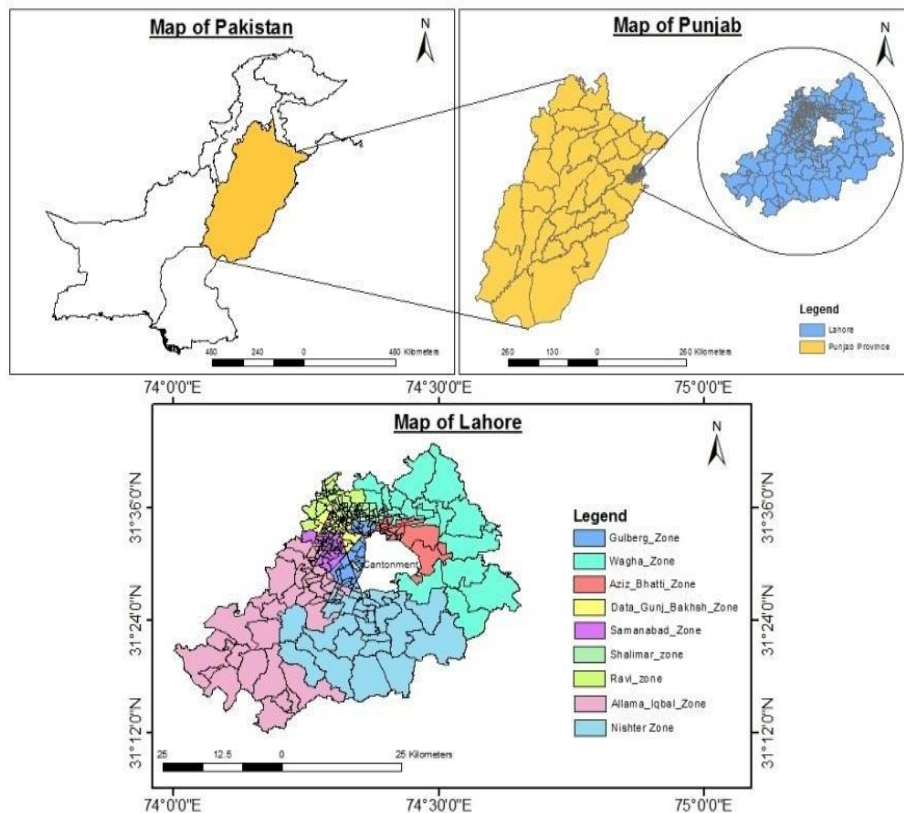 Map of Pakistan
N
480 240 0 480 Kilometers
Map of Punjab
N
Legend
Lahore
Punjab Province
260 130 0 260 Kilometers
74°0'0"E 74°30'0"E 75°0'0"E
Map of Lahore
N
31°36'0"N 31°36'0"N
31°24'0"N 31°24'0"N
31°12'0"N 31°12'0"N
Cantonment
Legend
Gulberg_Zone
Wagha_Zone
Aziz_Bhatti_Zone
Data_Gunj_Bakhsh_Zone
Samanabad_Zone
Shalimar_zone
Ravi_zone
Allama_Iqbal_Zone
Nishter Zone
25 12.5 0 25 Kilometers
74°0'0"E 74°30'0"E 75°0'0"E